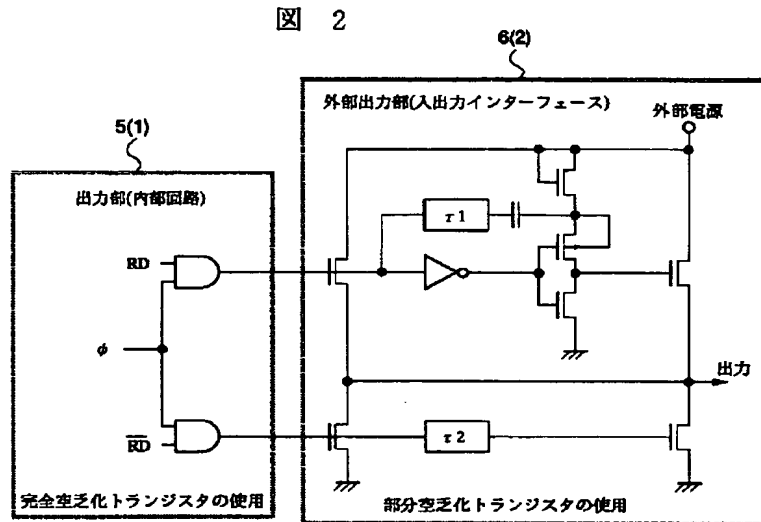 図 2
6(2)
外部出力部(入出力インターフェース)
外部電源
5(1)
出力部(内部回路)
τ1
RD
φ
出力
RD
τ2
完全空乏化トランジスタの使用
部分空乏化トランジスタの使用